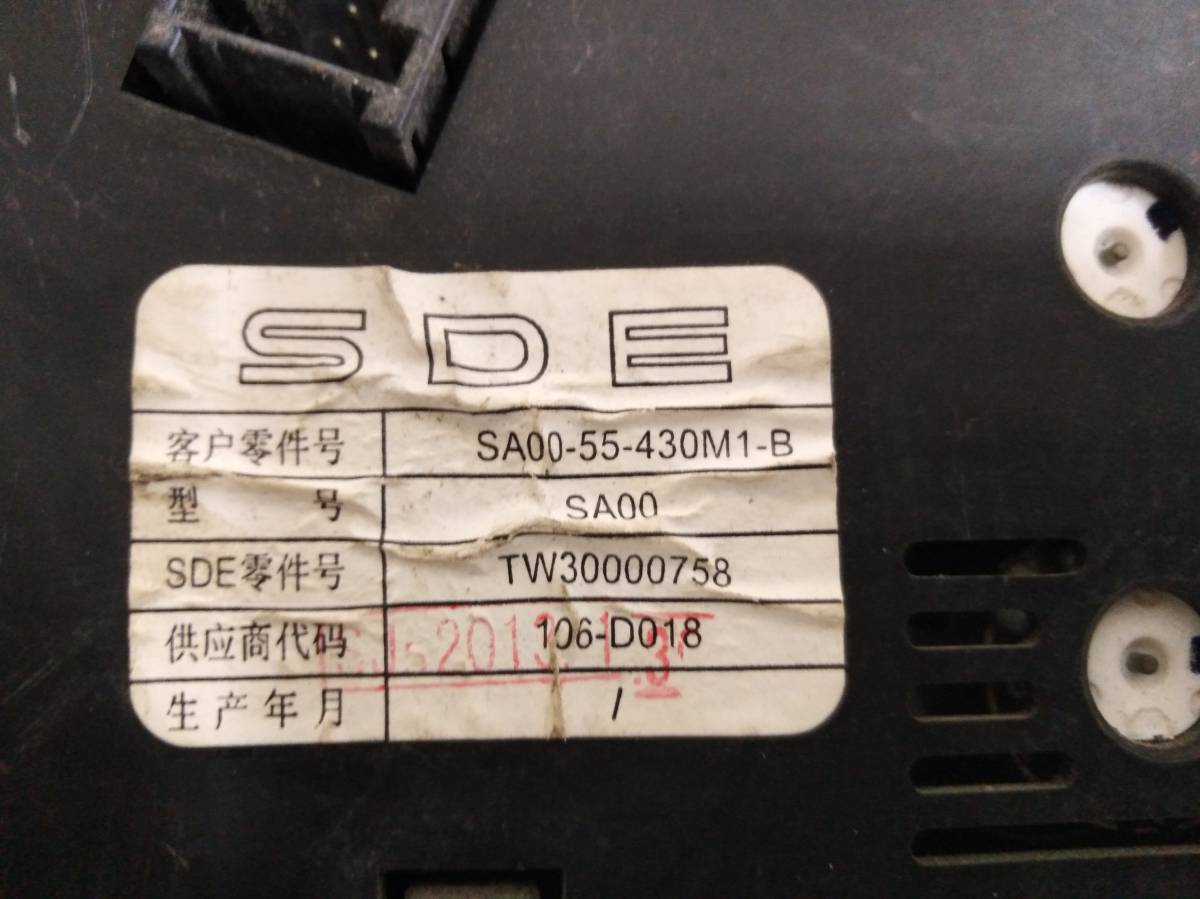 SDE
客户零件号 SA00-55-430M1-B
型 号 SA00
SDE零件号 TW30000758
供应商代码 106-D018
生产年月 /